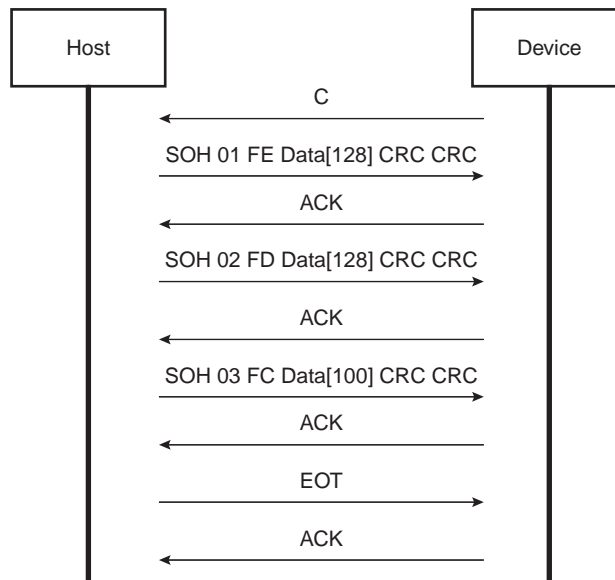 Host
Device
C
SOH 01 FE Data[128] CRC CRC
ACK
SOH 02 FD Data[128] CRC CRC
ACK
SOH 03 FC Data[100] CRC CRC
ACK
EOT
ACK